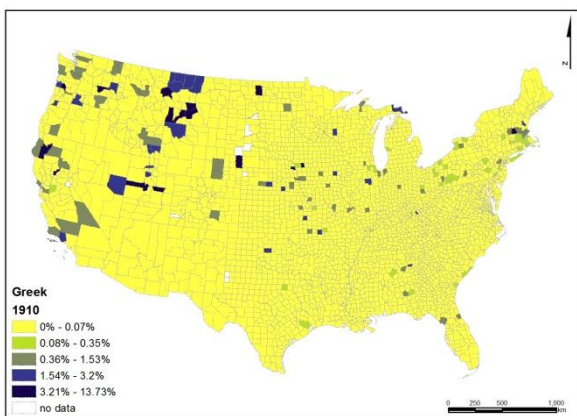 N
Greek
1910
0% - 0.07%
0.08% - 0.35%
0.36% - 1.53%
1.54% - 3.2%
3.21% - 13.73%
no data
0 250 500 1,000
km